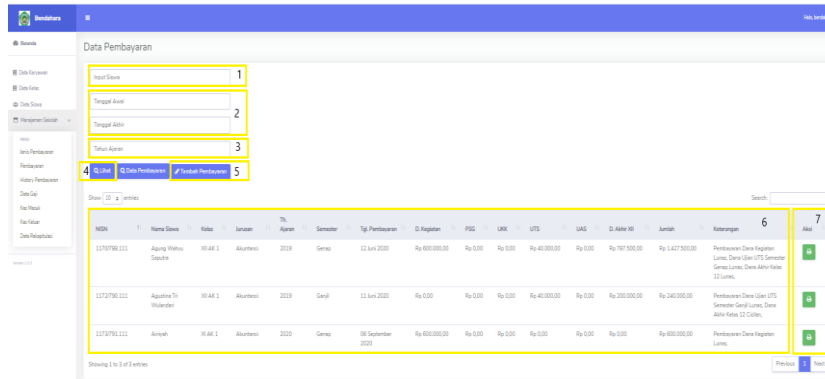 Bendahara
Halo, benda
Beranda
Data Pembayaran
Data Karyawan
Data Kelas
Data Siswa
Manajemen Sekolah
MENU
Jenis Pembayaran
Pembayaran
History Pembayaran
Data Gaji
Kas Masuk
Kas Keluar
Data Rekapitulasi
Input Siswa 1
Tanggal Awal
2
Tanggal Akhir
Tahun Ajaran 3
4 Lihat Data Pembayaran Tambah Pembayaran 5
Show 10 entries Search:
6 7
NISN Nama Siswa Kelas Jurusan Th. Ajaran Semester Tgl. Pembayaran D. Kegiatan PSG UKK UTS UAS D. Akhir XII Jumlah Keterangan Aksi
1170/788.111 Agung Wahyu Saputra XII AK 1 Akuntansi 2019 Genap 12 Juni 2020 Rp 600.000,00 Rp 0,00 Rp 0,00 Rp 40.000,00 Rp 0,00 Rp 787.500,00 Rp 1.427.500,00 Pembayaran Dana Kegiatan
Lunas, Dana Ujian UTS Semester
Genap Lunas, Dana Akhir Kelas
12 Lunas,
1173/790.111 Agustina Tri Wulandari XII AK 1 Akuntansi 2019 Ganjil 11 Juni 2020 Rp 0,00 Rp 0,00 Rp 0,00 Rp 40.000,00 Rp 0,00 Rp 200.000,00 Rp 240.000,00 Pembayaran Dana Ujian UTS
Semester Ganjil Lunas, Dana
Akhir Kelas 12 Cicilan,
1173/791.111 Ainiyah XI AK 1 Akuntansi 2020 Genap 06 September 2020 Rp 600.000,00 Rp 0,00 Rp 0,00 Rp 0,00 Rp 0,00 Rp 0,00 Rp 600.000,00 Pembayaran Dana Kegiatan
Lunas,
Showing 1 to 3 of 3 entries
Previous 1 Next